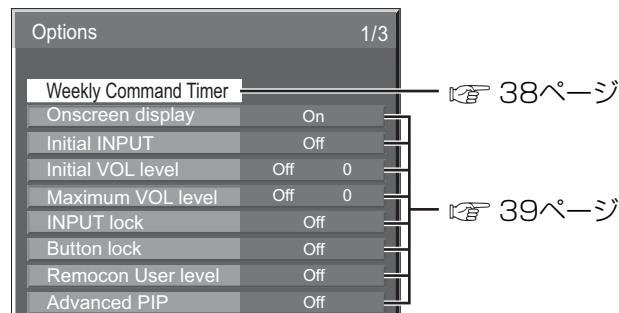 Options 1/3
Weekly Command Timer ☞ 38ページ
Onscreen display On
Initial INPUT Off
Initial VOL level Off 0
Maximum VOL level Off 0
INPUT lock Off
Button lock Off
Remocon User level Off
Advanced PIP Off
☞ 39ページ